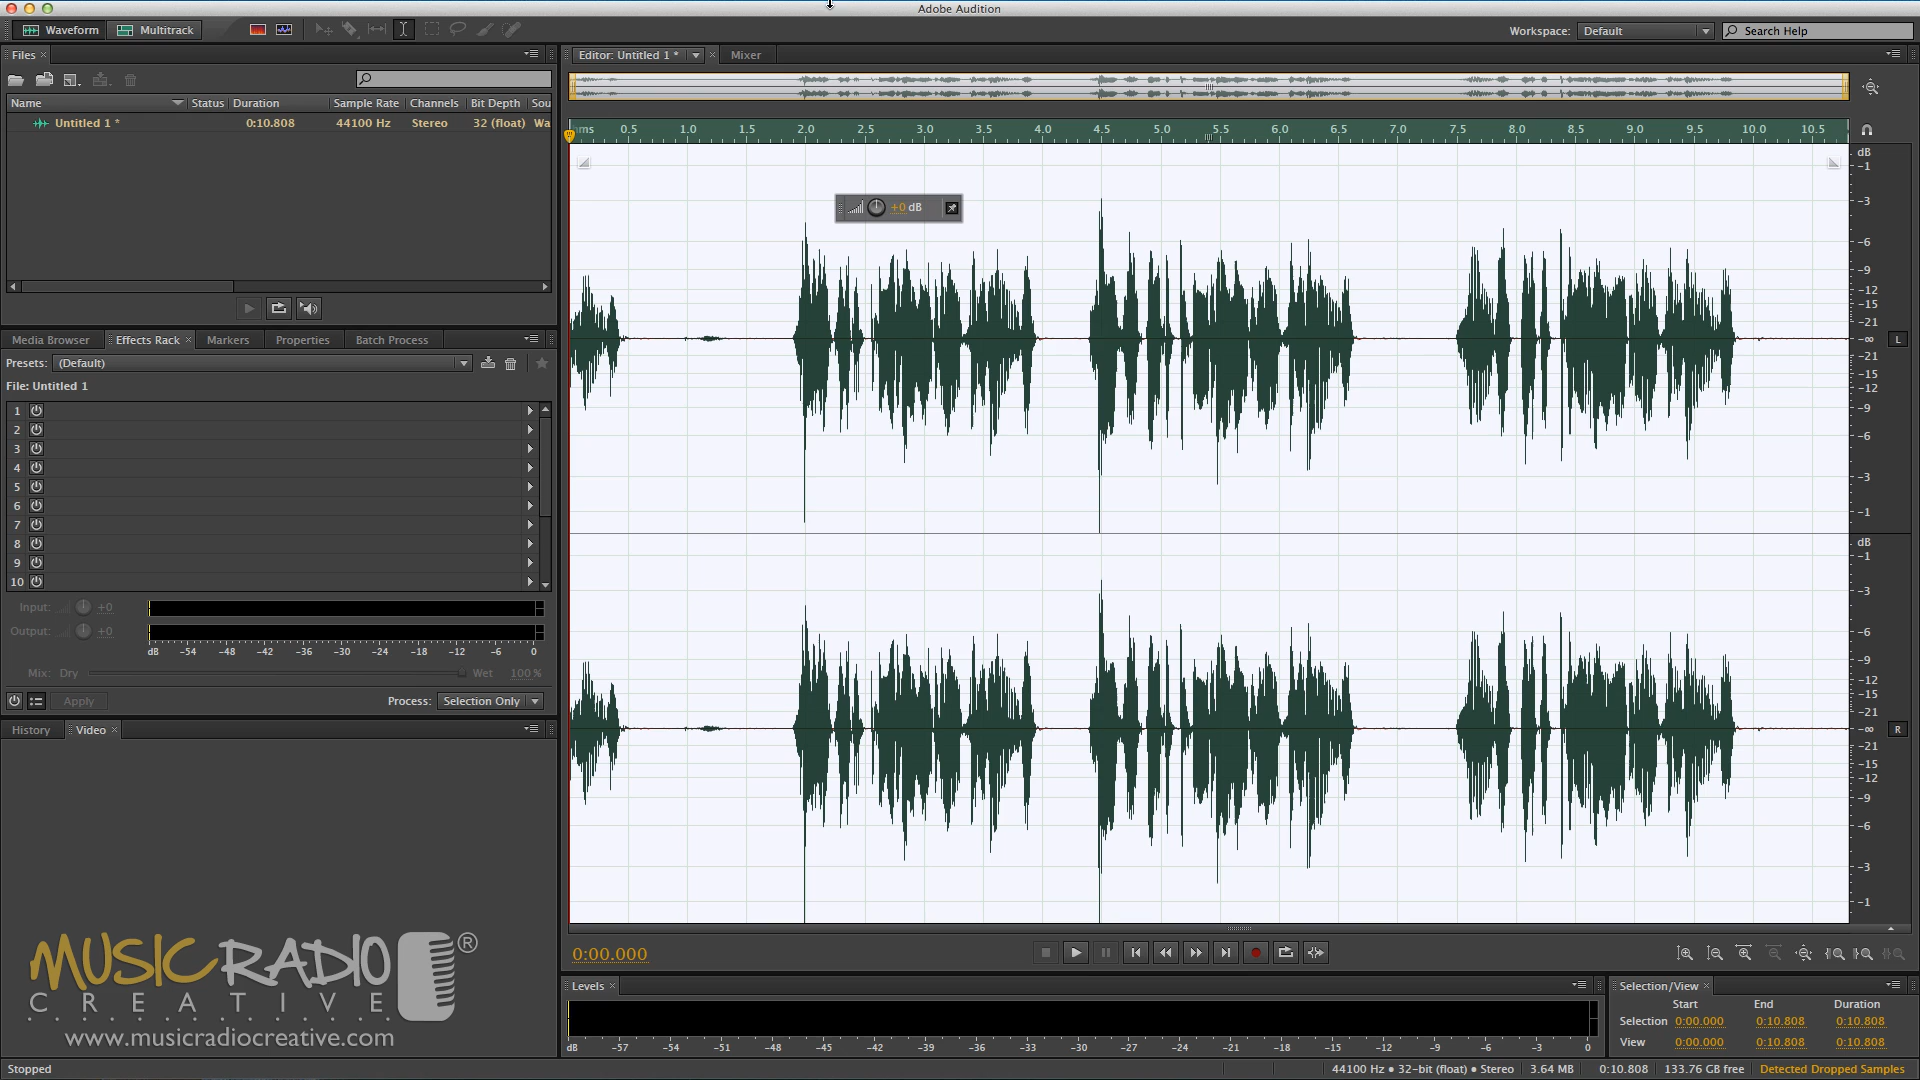 Adobe Audition
Waveform Multitrack Workspace: Default Search Help
Files × Editor: Untitled 1 * × Mixer
Name Status Duration Sample Rate Channels Bit Depth Sou
Untitled 1 * 0:10.808 44100 Hz Stereo 32 (float) Wa
hms 0.5 1.0 1.5 2.0 2.5 3.0 3.5 4.0 4.5 5.0 5.5 6.0 6.5 7.0 7.5 8.0 8.5 9.0 9.5 10.0 10.5
+0 dB
dB
-1
-3
-6
-9
-12
-15
-21
-∞ L
-21
-15
-12
-9
-6
-3
-1
dB
-1
-3
-6
-9
-12
-15
-21
-∞ R
-21
-15
-12
-9
-6
-3
-1
Media Browser Effects Rack × Markers Properties Batch Process
Presets: (Default)
File: Untitled 1
1
2
3
4
5
6
7
8
9
10
Input: +0
Output: +0
dB -54 -48 -42 -36 -30 -24 -18 -12 -6 0
Mix: Dry Wet 100 %
Apply Process: Selection Only
History Video ×
MUSIC RADIO ®
CREATIVE
www.musicradiocreative.com
0:00.000
Levels ×
dB -57 -54 -51 -48 -45 -42 -39 -36 -33 -30 -27 -24 -21 -18 -15 -12 -9 -6 -3 0
Selection/View ×
Start End Duration
Selection 0:00.000 0:10.808 0:10.808
View 0:00.000 0:10.808 0:10.808
Stopped 44100 Hz ● 32-bit (float) ● Stereo 3.64 MB 0:10.808 133.76 GB free Detected Dropped Samples